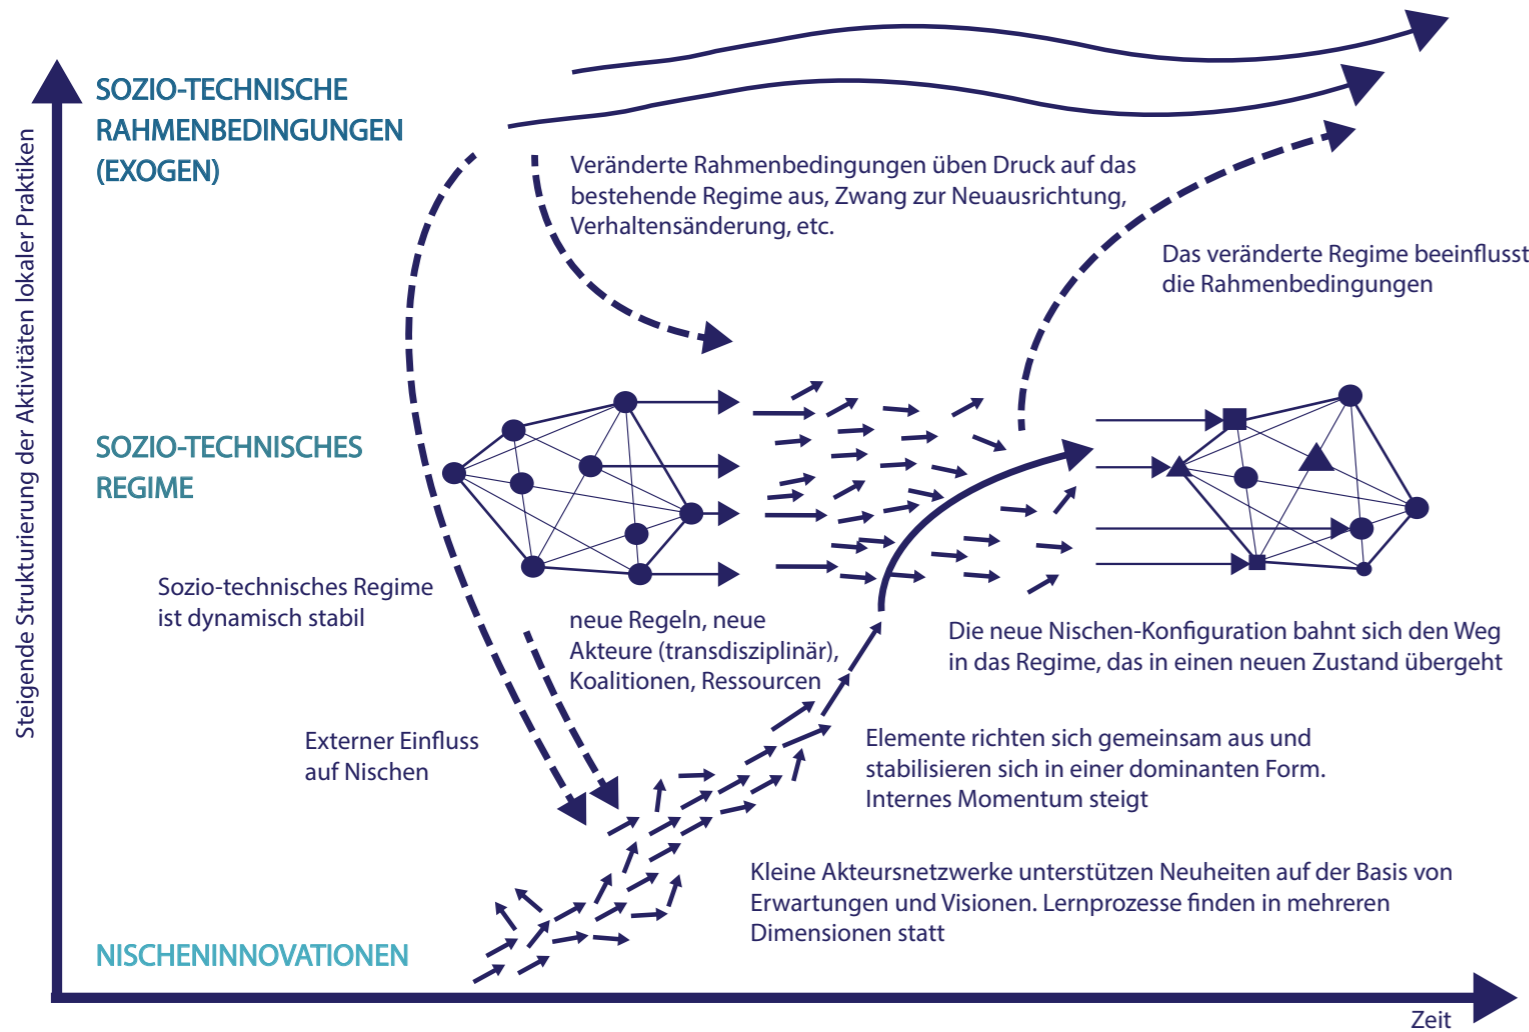 SOZIO-TECHNISCHE
RAHMENBEDINGUNGEN
(EXOGEN)
Veränderte Rahmenbedingungen üben Druck auf das
bestehende Regime aus, Zwang zur Neuausrichtung,
Verhaltensänderung, etc.
Das veränderte Regime beeinflusst
die Rahmenbedingungen
Steigende Strukturierung der Aktivitäten lokaler Praktiken
SOZIO-TECHNISCHES
REGIME
Sozio-technisches Regime
ist dynamisch stabil
neue Regeln, neue
Akteure (transdisziplinär),
Koalitionen, Ressourcen
Die neue Nischen-Konfiguration bahnt sich den Weg
in das Regime, das in einen neuen Zustand übergeht
Externer Einfluss
auf Nischen
Elemente richten sich gemeinsam aus und
stabilisieren sich in einer dominanten Form.
Internes Momentum steigt
Kleine Akteursnetzwerke unterstützen Neuheiten auf der Basis von
Erwartungen und Visionen. Lernprozesse finden in mehreren
Dimensionen statt
NISCHENINNOVATIONEN
Zeit